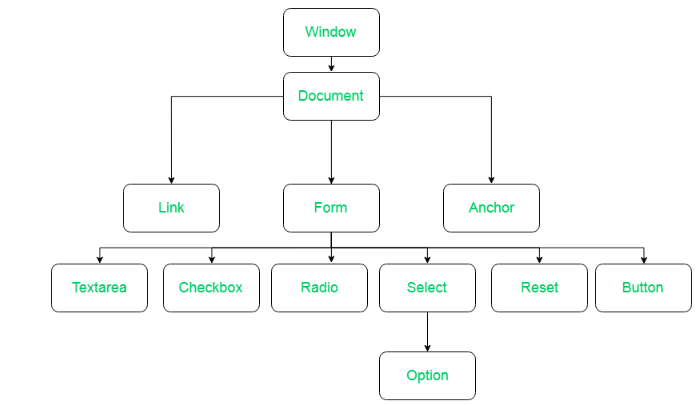 Window
Document
Link
Form
Anchor
Textarea
Checkbox
Radio
Select
Reset
Button
Option